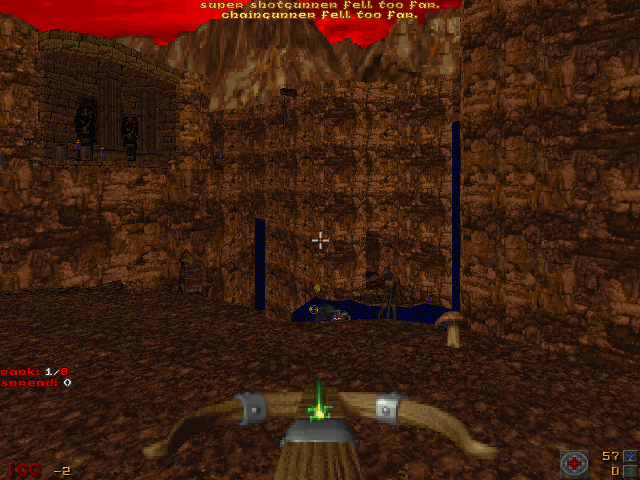 super shotgunner fell too far.
chaingunner fell too far.
rank: 1/8
spread: 0
100 -2
57
0